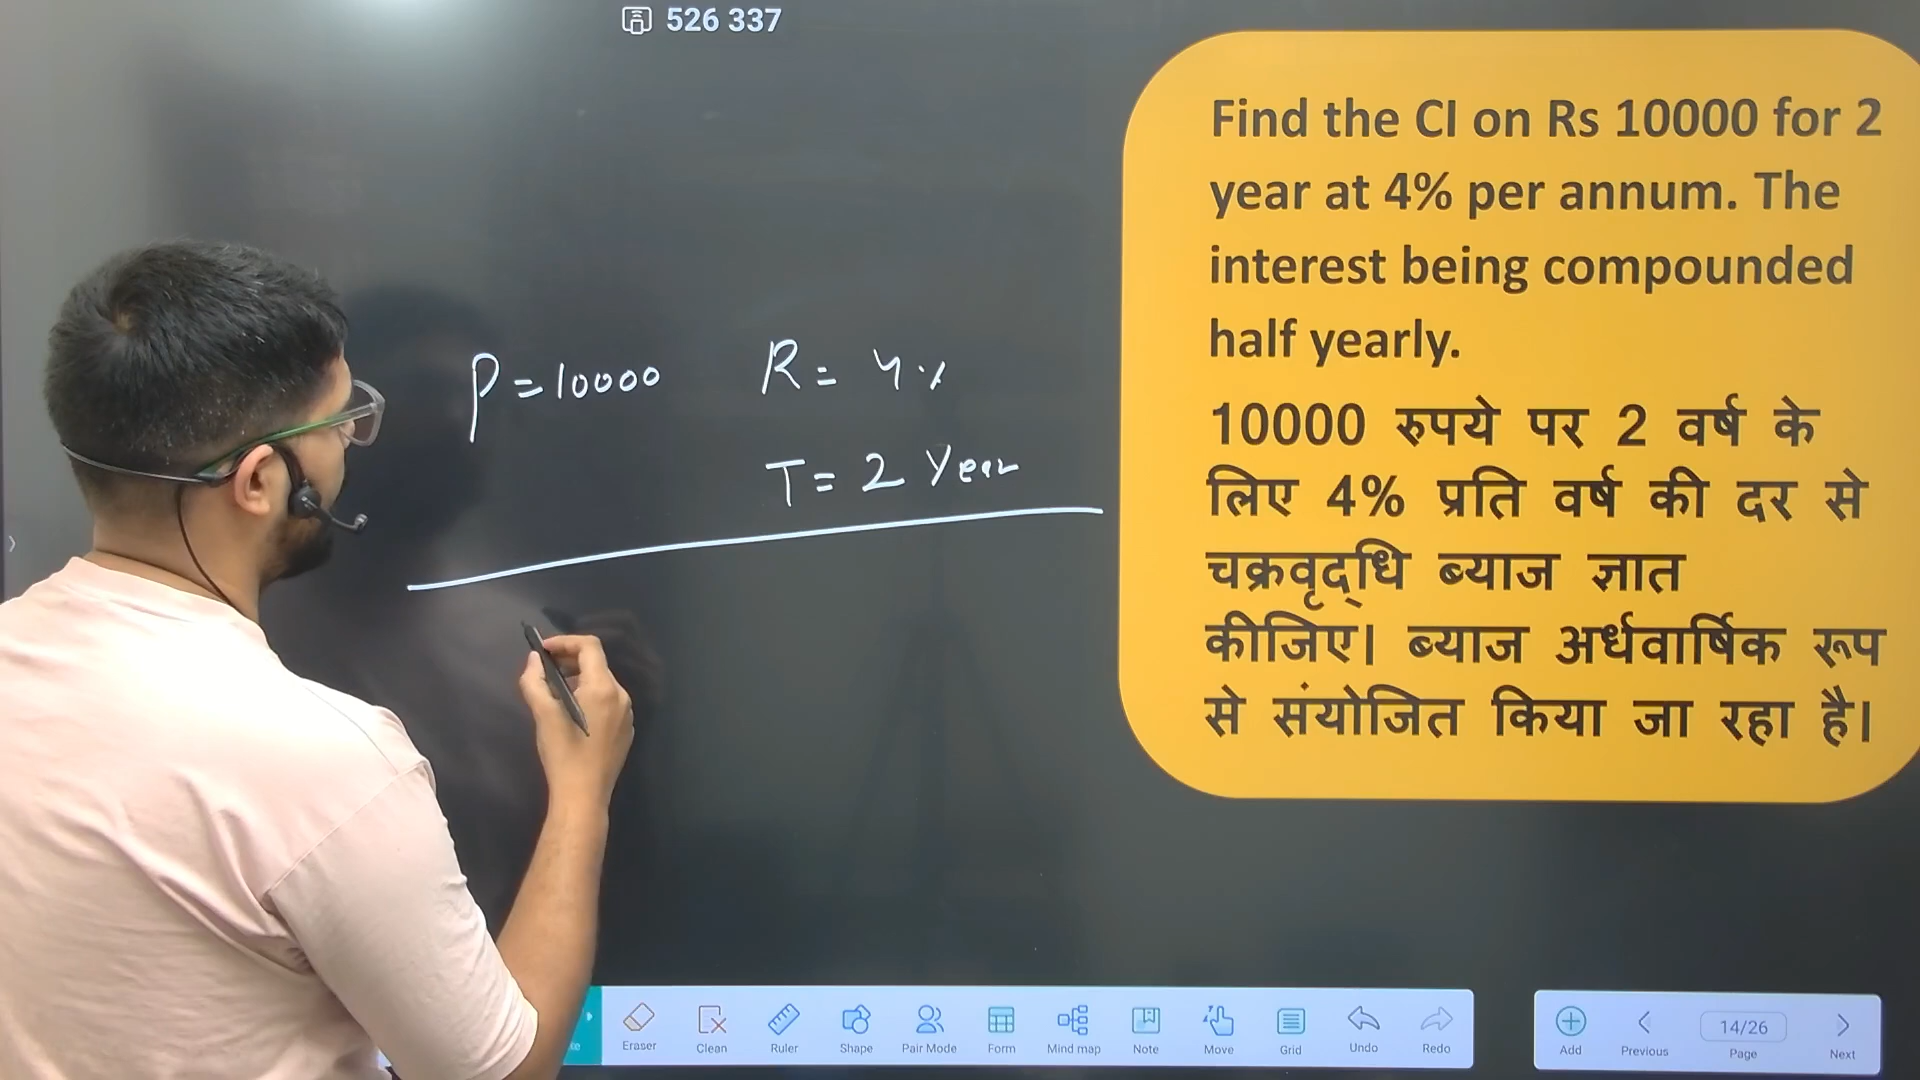 526 337
Find the CI on Rs 10000 for 2
year at 4% per annum. The
interest being compounded
half yearly.
10000 रुपये पर 2 वर्ष के
लिए 4% प्रति वर्ष की दर से
चक्रवृद्धि ब्याज ज्ञात
कीजिए। ब्याज अर्धवार्षिक रूप
से संयोजित किया जा रहा है।
P = 10000 R = 4%
T = 2 Year
Eraser Clean Ruler Shape Pair Mode Form Mind map Note Move Grid Undo Redo
Add Previous 14/26 Page Next